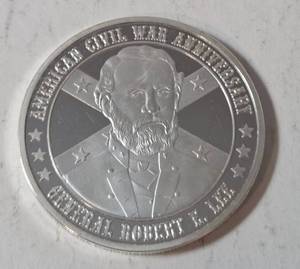 AMERICAN CIVIL WAR ANNIVERSARY
GENERAL ROBERT E. LEE